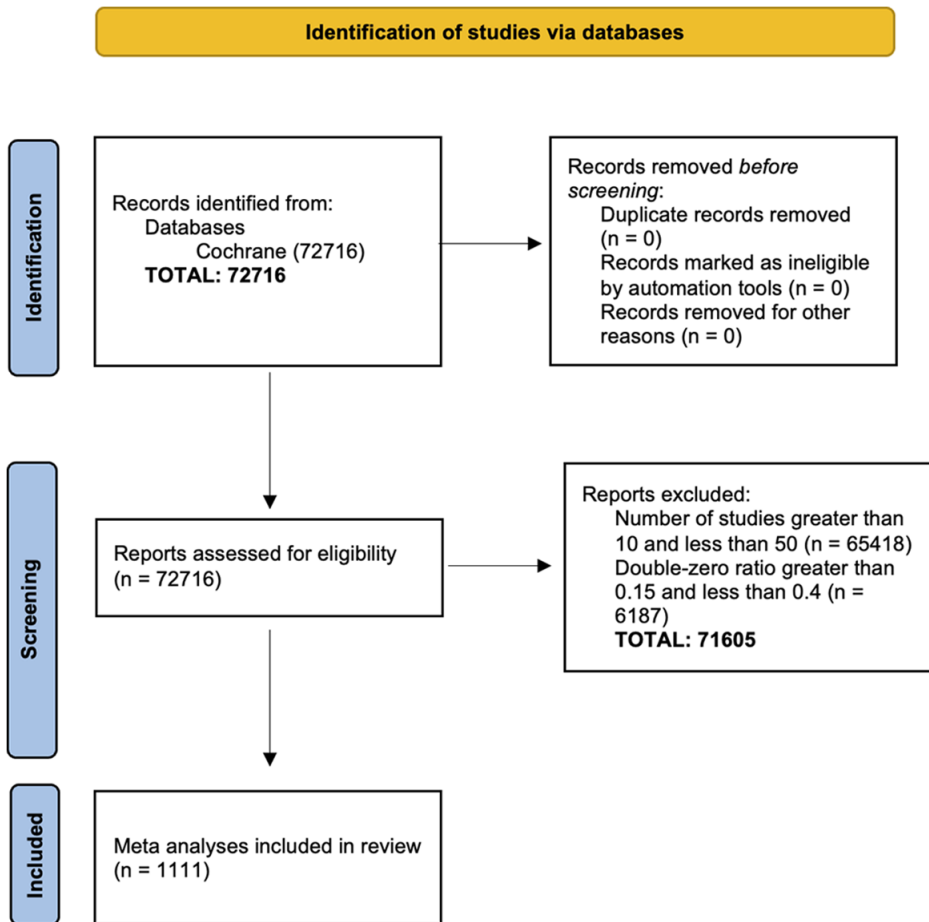 Identification of studies via databases
Identification
Records identified from:
Databases
Cochrane (72716)
TOTAL: 72716
Records removed before
screening:
Duplicate records removed
(n = 0)
Records marked as ineligible
by automation tools (n = 0)
Records removed for other
reasons (n = 0)
Screening
Reports assessed for eligibility
(n = 72716)
Reports excluded:
Number of studies greater than
10 and less than 50 (n = 65418)
Double-zero ratio greater than
0.15 and less than 0.4 (n =
6187)
TOTAL: 71605
Included
Meta analyses included in review
(n = 1111)